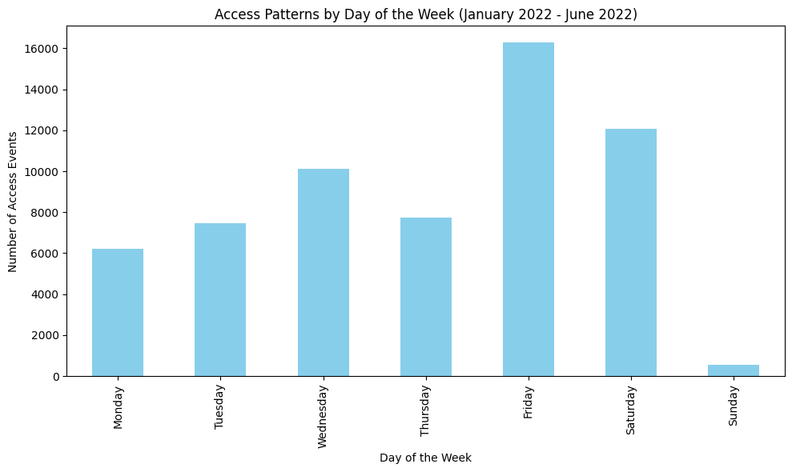 Access Patterns by Day of the Week (January 2022 - June 2022)
Number of Access Events
16000
14000
12000
10000
8000
6000
4000
2000
0
Monday
Tuesday
Wednesday
Thursday
Friday
Saturday
Sunday
Day of the Week